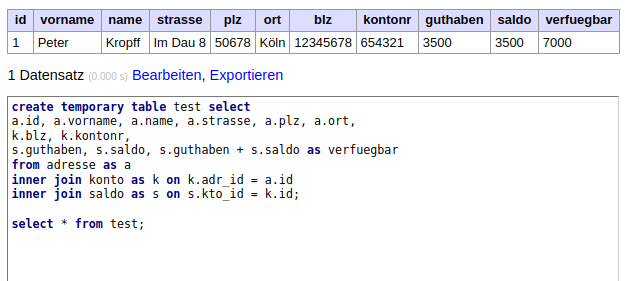 id vorname name strasse plz ort blz kontonr guthaben saldo verfuegbar
1 Peter Kropff Im Dau 8 50678 Köln 12345678 654321 3500 3500 7000
1 Datensatz (0.000 s) Bearbeiten, Exportieren
create temporary table test select
a.id, a.vorname, a.name, a.strasse, a.plz, a.ort,
k.blz, k.kontonr,
s.guthaben, s.saldo, s.guthaben + s.saldo as verfuegbar
from adresse as a
inner join konto as k on k.adr_id = a.id
inner join saldo as s on s.kto_id = k.id;
select * from test;